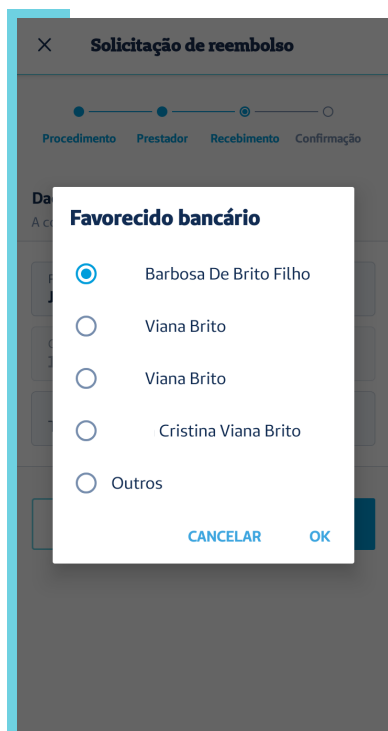 Solicitação de reembolso
Procedimento Prestador Recebimento Confirmação
Favorecido bancário
Barbosa De Brito Filho
Viana Brito
Viana Brito
Cristina Viana Brito
Outros
CANCELAR OK